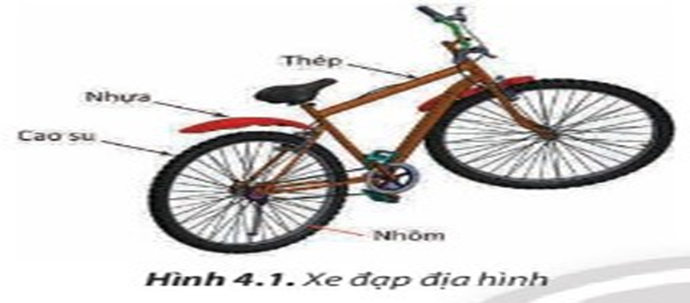 Thép
Nhựa
Cao su
Nhôm
Hình 4.1. Xe đạp địa hình